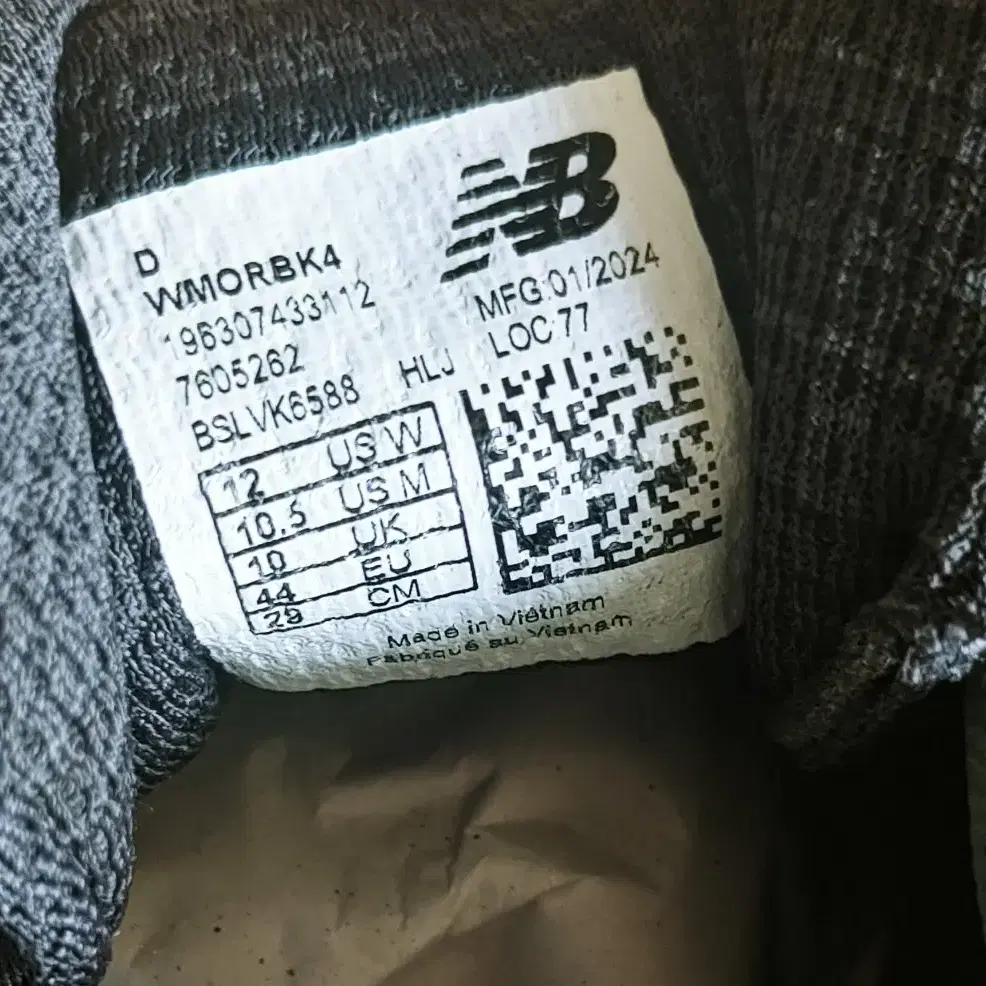 NB
D
WMORBK4
196307433112
7605262
BSLVK6588 HLJ
MFG:01/2024
LOC:77
12 US W
10.5 US M
10 UK
44 EU
29 CM
Made in Vietnam
Fabriqué au Vietnam